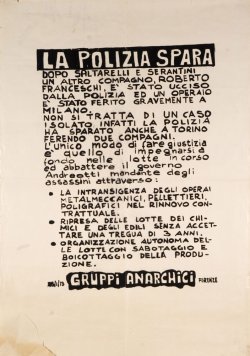 LA POLIZIA SPARA
DOPO SALTARELLI E SERANTINI
UN ALTRO COMPAGNO, ROBERTO
FRANCESCHI, E' STATO UCCISO
DALLA POLIZIA ED UN OPERAIO
E' STATO FERITO GRAVEMENTE A
MILANO.
NON SI TRATTA DI UN CASO
ISOLATO, INFATTI LA POLIZIA
HA SPARATO ANCHE A TORINO
FERENDO DUE COMPAGNI.
L'UNICO MODO DI FARE GIUSTIZIA
E' QUELLO DI IMPEGNARSI A
FONDO NELLE LOTTE IN CORSO
ED ABBATTERE IL GOVERNO
ANDREOTTI MANDANTE DEGLI
ASSASSINI ATTRAVERSO:
• LA INTRANSIGENZA DEGLI OPERAI
METALMECCANICI, PELLETTIERI,
POLIGRAFICI NEL RINNOVO CON-
TRATTUALE.
• RIPRESA DELLE LOTTE DEI CHI-
MICI E DEGLI EDILI SENZA ACCET-
TARE UNA TREGUA DI 3 ANNI.
• ORGANIZZAZIONE AUTONOMA DEL-
LE LOTTE CON SABOTAGGIO E
BOICOTTAGGIO DELLA PRODU-
ZIONE.
GRUPPI ANARCHICI FIRENZE